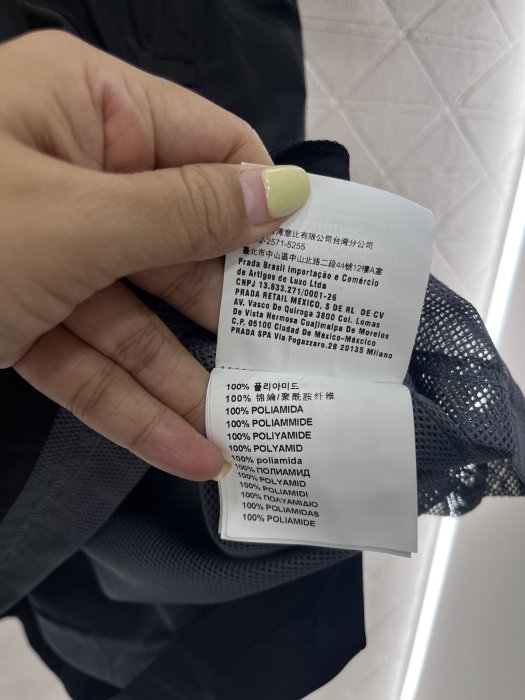 灣意比有限公司台湾分公司
2-2571-5255
臺北市中山區中山北路二段44號12樓A室
Prada Brasil Importação e Comércio
de Artigos de Luxo Ltda
CNPJ 13.633.271/0001-26
PRADA RETAIL MEXICO, S DE RL DE CV
AV. Vasco De Quiroga 3800 Col. Lomas
De Vista Hermosa Cuajimalpa De Morelos
C.P. 05100 Ciudad De México-México
PRADA SPA Via Fogazzaro.28 20135 Milano
100% 폴리아미드
100% 锦纶/聚酰胺纤维
100% POLIAMIDA
100% POLIAMMIDE
100% POLIYAMIDE
100% POLYAMID
100% poliamida
100% ПОЛИАМИД
100% POLYAMID
100% POLIAMIDI
100% ΠΟΛΥΑΜΙΔΙΟ
100% POLIAMIDAS
100% POLIAMIDE